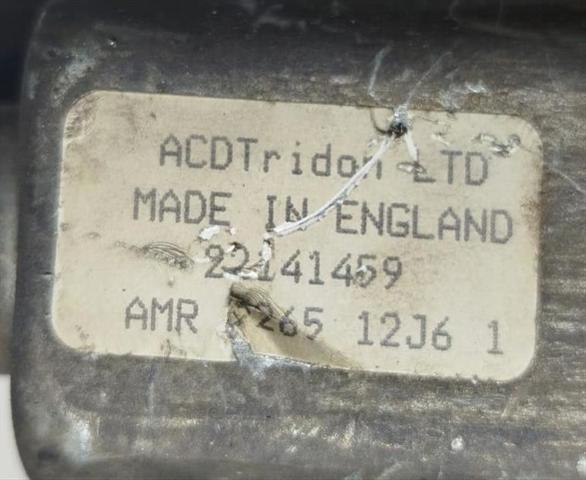 ACDTridon LTD
MADE IN ENGLAND
22141459
AMR 12J6 1